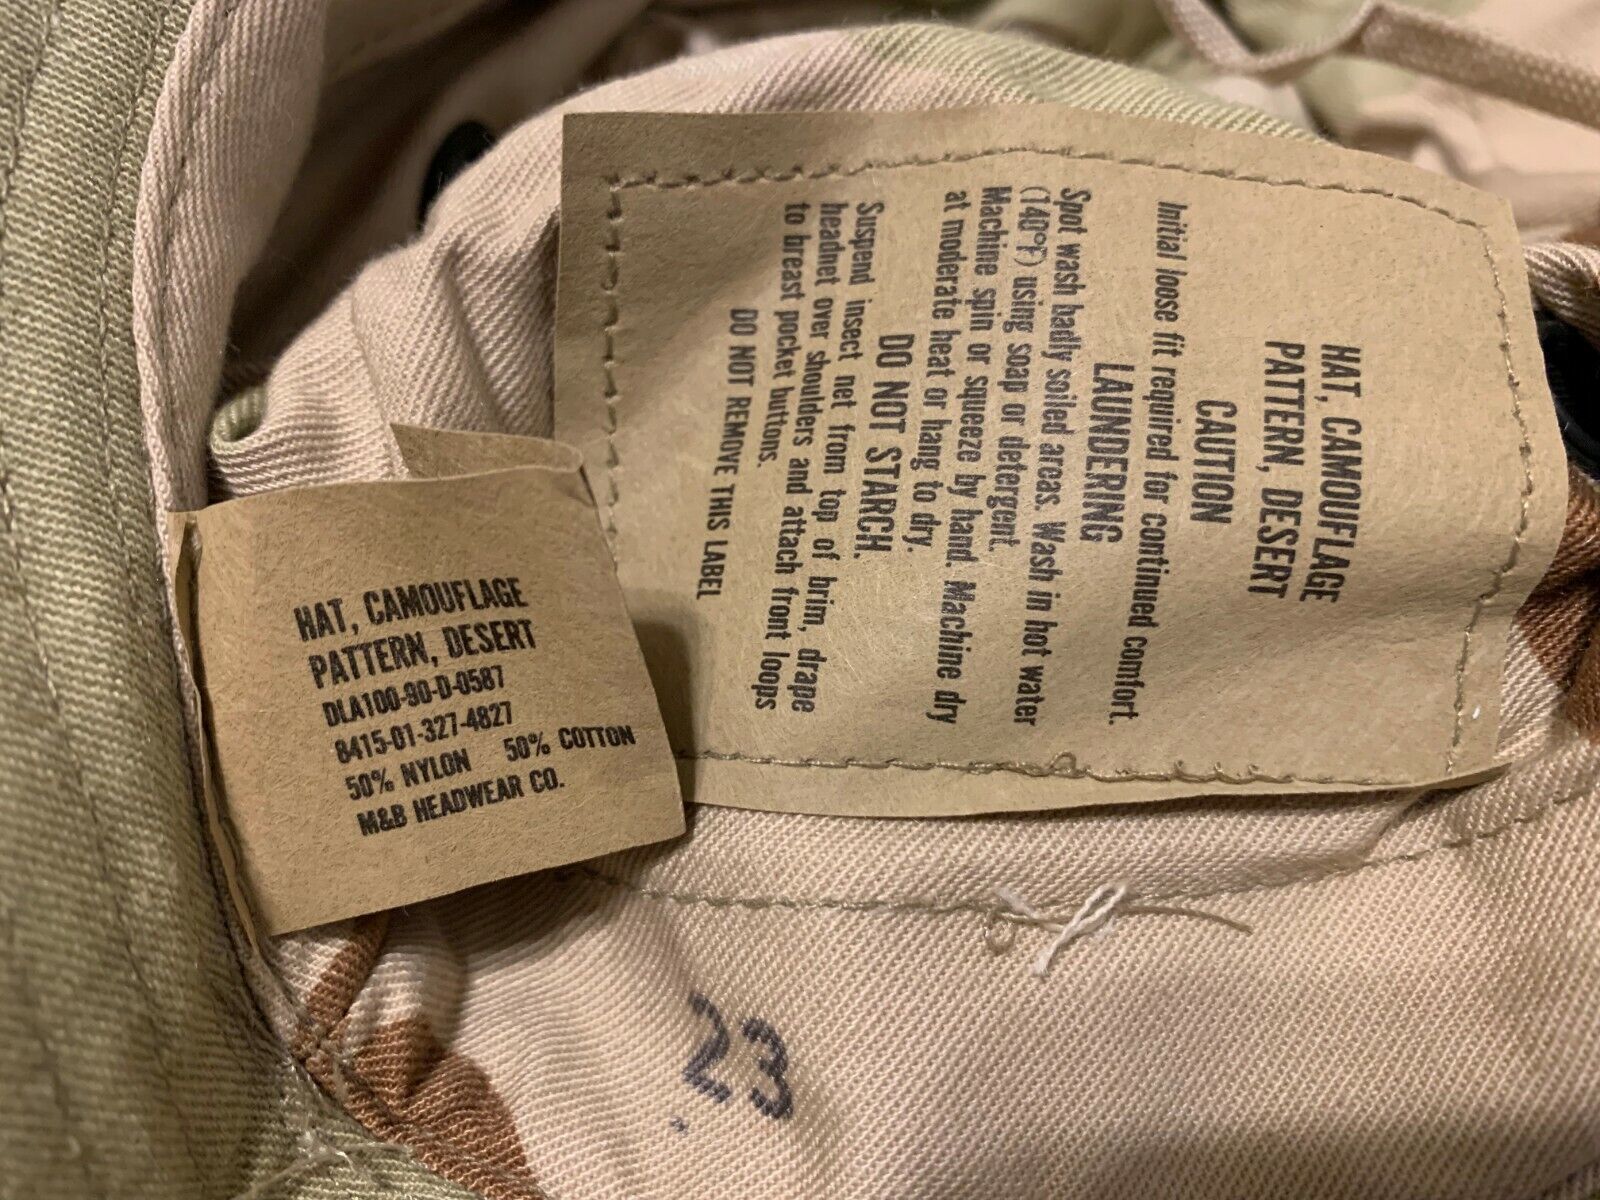 HAT, CAMOUFLAGE
PATTERN, DESERT
DLA100-90-D-0587
8415-01-327-4827
50% NYLON 50% COTTON
M&B HEADWEAR CO.
HAT, CAMOUFLAGE
PATTERN, DESERT
CAUTION
Initial loose fit required for continued comfort.
LAUNDERING
Spot wash badly soiled areas. Wash in hot water
(140°F) using soap or detergent.
Machine spin or squeeze by hand. Machine dry
at moderate heat or hang to dry.
DO NOT STARCH.
Suspend insect net from top of brim, drape
headnet over shoulders and attach front loops
to breast pocket buttons.
DO NOT REMOVE THIS LABEL
23